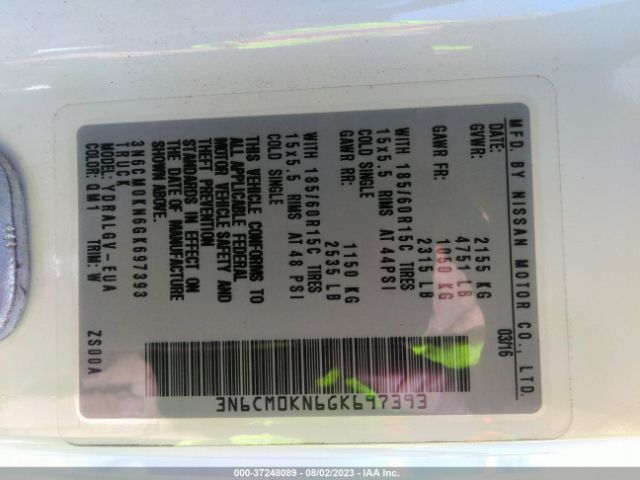 MFD. BY NISSAN MOTOR CO., LTD.
03/16
GVWR: 2155 KG
4751 LB
GAWR FR: 1050 KG
2315 LB
WITH 185/60R15C TIRES
15x5.5 RIMS AT 44PSI
COLD SINGLE
GAWR RR: 1150 KG
2535 LB
WITH 185/60R15C TIRES
15x5.5 RIMS AT 48 PSI
COLD SINGLE
THIS VEHICLE CONFORMS TO
ALL APPLICABLE FEDERAL
MOTOR VEHICLE SAFETY AND
THEFT PREVENTION
STANDARDS IN EFFECT ON
THE DATE OF MANUFACTURE
SHOWN ABOVE.
3N6CM0KN6GK697393
TRUCK
MODEL: YDRALGV-EUA
COLOR: QM1 TRIM: W ZS00A
3N6CM0KN6GK697393
000-37248089 - 08/02/2023 - IAA Inc.